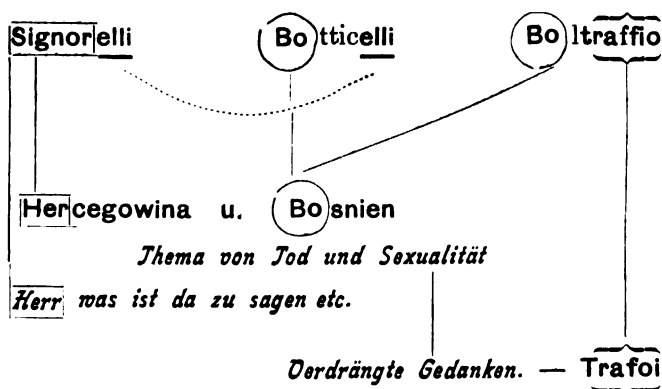 Signorelli Botticelli Boltraffio
Hercegowina u. Bosnien
Thema von Tod und Sexualität
Herr was ist da zu sagen etc.
Verdrängte Gedanken. — Trafoi